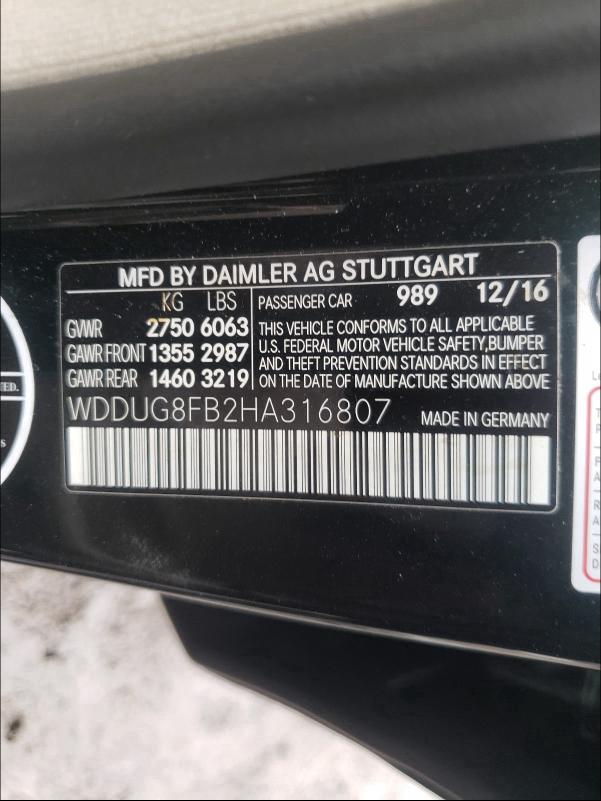 MFD BY DAIMLER AG STUTTGART
KG LBS
PASSENGER CAR 989 12/16
GVWR 2750 6063
GAWR FRONT 1355 2987
GAWR REAR 1460 3219
THIS VEHICLE CONFORMS TO ALL APPLICABLE
U.S. FEDERAL MOTOR VEHICLE SAFETY, BUMPER
AND THEFT PREVENTION STANDARDS IN EFFECT
ON THE DATE OF MANUFACTURE SHOWN ABOVE
WDDUG8FB2HA316807
MADE IN GERMANY